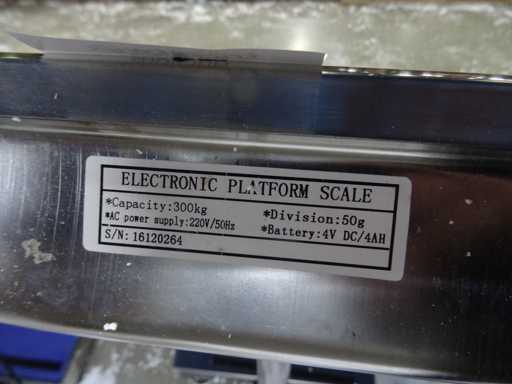 ELECTRONIC PLATFORM SCALE
*Capacity:300kg *Division:50g
*AC power supply:220V/50Hz *Battery:4V DC/4AH
S/N: 16120264